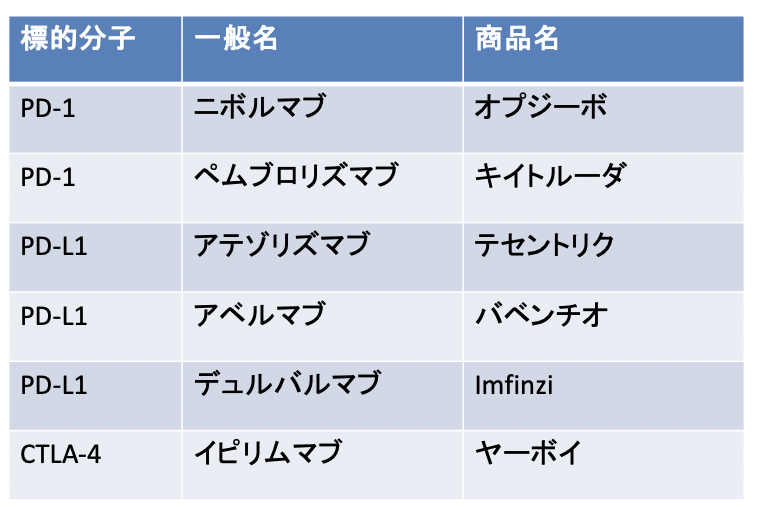 標的分子 一般名 商品名
PD-1 ニボルマブ オプジーボ
PD-1 ペムブロリズマブ キイトルーダ
PD-L1 アテゾリズマブ テセントリク
PD-L1 アベルマブ バベンチオ
PD-L1 デュルバルマブ Imfinzi
CTLA-4 イピリムマブ ヤーボイ